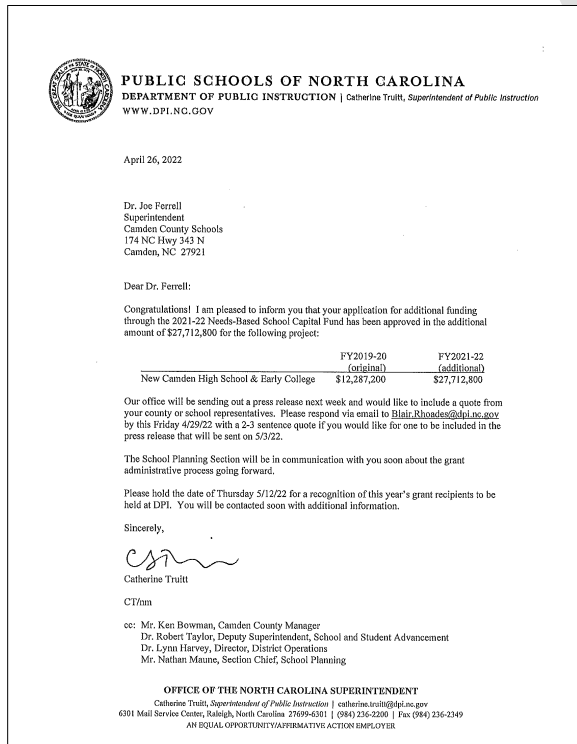 PUBLIC SCHOOLS OF NORTH CAROLINA
DEPARTMENT OF PUBLIC INSTRUCTION | Catherine Truitt, Superintendent of Public Instruction
WWW.DPI.NC.GOV
April 26, 2022
Dr. Joe Ferrell
Superintendent
Camden County Schools
174 NC Hwy 343 N
Camden, NC 27921
Dear Dr. Ferrell:
Congratulations! I am pleased to inform you that your application for additional funding
through the 2021-22 Needs-Based School Capital Fund has been approved in the additional
amount of $27,712,800 for the following project:
FY2019-20 FY2021-22
(original) (additional)
New Camden High School & Early College $12,287,200 $27,712,800
Our office will be sending out a press release next week and would like to include a quote from
your county or school representatives. Please respond via email to Blair.Rhoades@dpi.nc.gov
by this Friday 4/29/22 with a 2-3 sentence quote if you would like for one to be included in the
press release that will be sent on 5/3/22.
The School Planning Section will be in communication with you soon about the grant
administrative process going forward.
Please hold the date of Thursday 5/12/22 for a recognition of this year's grant recipients to be
held at DPI. You will be contacted soon with additional information.
Sincerely,
Catherine Truitt
CT/nm
cc: Mr. Ken Bowman, Camden County Manager
Dr. Robert Taylor, Deputy Superintendent, School and Student Advancement
Dr. Lynn Harvey, Director, District Operations
Mr. Nathan Maune, Section Chief, School Planning
OFFICE OF THE NORTH CAROLINA SUPERINTENDENT
Catherine Truitt, Superintendent of Public Instruction | catherine.truitt@dpi.nc.gov
6301 Mail Service Center, Raleigh, North Carolina 27699-6301 | (984) 236-2200 | Fax (984) 236-2349
AN EQUAL OPPORTUNITY/AFFIRMATIVE ACTION EMPLOYER